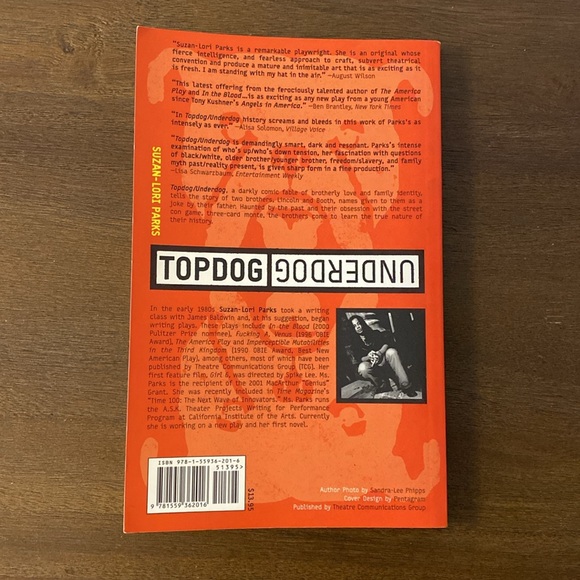 "Suzan-Lori Parks is a remarkable playwright. She is an original whose
fierce intelligence, and fearless approach to craft, subvert theatrical
convention and produce a mature and inimitable art that is as exciting as it
is fresh. I am standing with my hat in the air." —August Wilson
"This latest offering from the ferociously talented author of The America
Play and In the Blood...is as exciting as any new play from a young American
since Tony Kushner's Angels in America." —Ben Brantley, New York Times
"In Topdog/Underdog history screams and bleeds in this work of Parks's as
intensely as ever." —Alisa Solomon, Village Voice
"Topdog/Underdog is demandingly smart, dark and resonant. Parks's intense
examination of who's up/who's down tension, her fascination with questions
of black/white, older brother/younger brother, freedom/slavery, and family
myth past/reality present, is given sharp form in a fine production."
—Lisa Schwarzbaum, Entertainment Weekly
Topdog/Underdog, a darkly comic fable of brotherly love and family identity,
tells the story of two brothers, Lincoln and Booth, names given to them as a
joke by their father. Haunted by the past and their obsession with the street
con game, three-card monte, the brothers come to learn the true nature of
their history.
SUZAN-LORI PARKS
TOPDOG UNDERDOG
In the early 1980s Suzan-Lori Parks took a writing
class with James Baldwin and, at his suggestion, began
writing plays. These plays include In the Blood (2000
Pulitzer Prize nominee), Fucking A, Venus (1996 OBIE
Award), The America Play and Imperceptible Mutabilities
in the Third Kingdom (1990 OBIE Award, Best New
American Play), among others, most of which have been
published by Theatre Communications Group (TCG). Her
first feature film, Girl 6, was directed by Spike Lee. Ms.
Parks is the recipient of the 2001 MacArthur "Genius"
Grant. She was recently included in Time Magazine's
"Time 100: The Next Wave of Innovators." Ms. Parks runs
the A.S.K. Theater Projects Writing for Performance
Program at California Institute of the Arts. Currently
she is working on a new play and her first novel.
ISBN 978-1-55936-201-6
51395>
9 781559 362016
$13.95
Author Photo by Sandra-Lee Phipps
Cover Design by Pentagram
Published by Theatre Communications Group